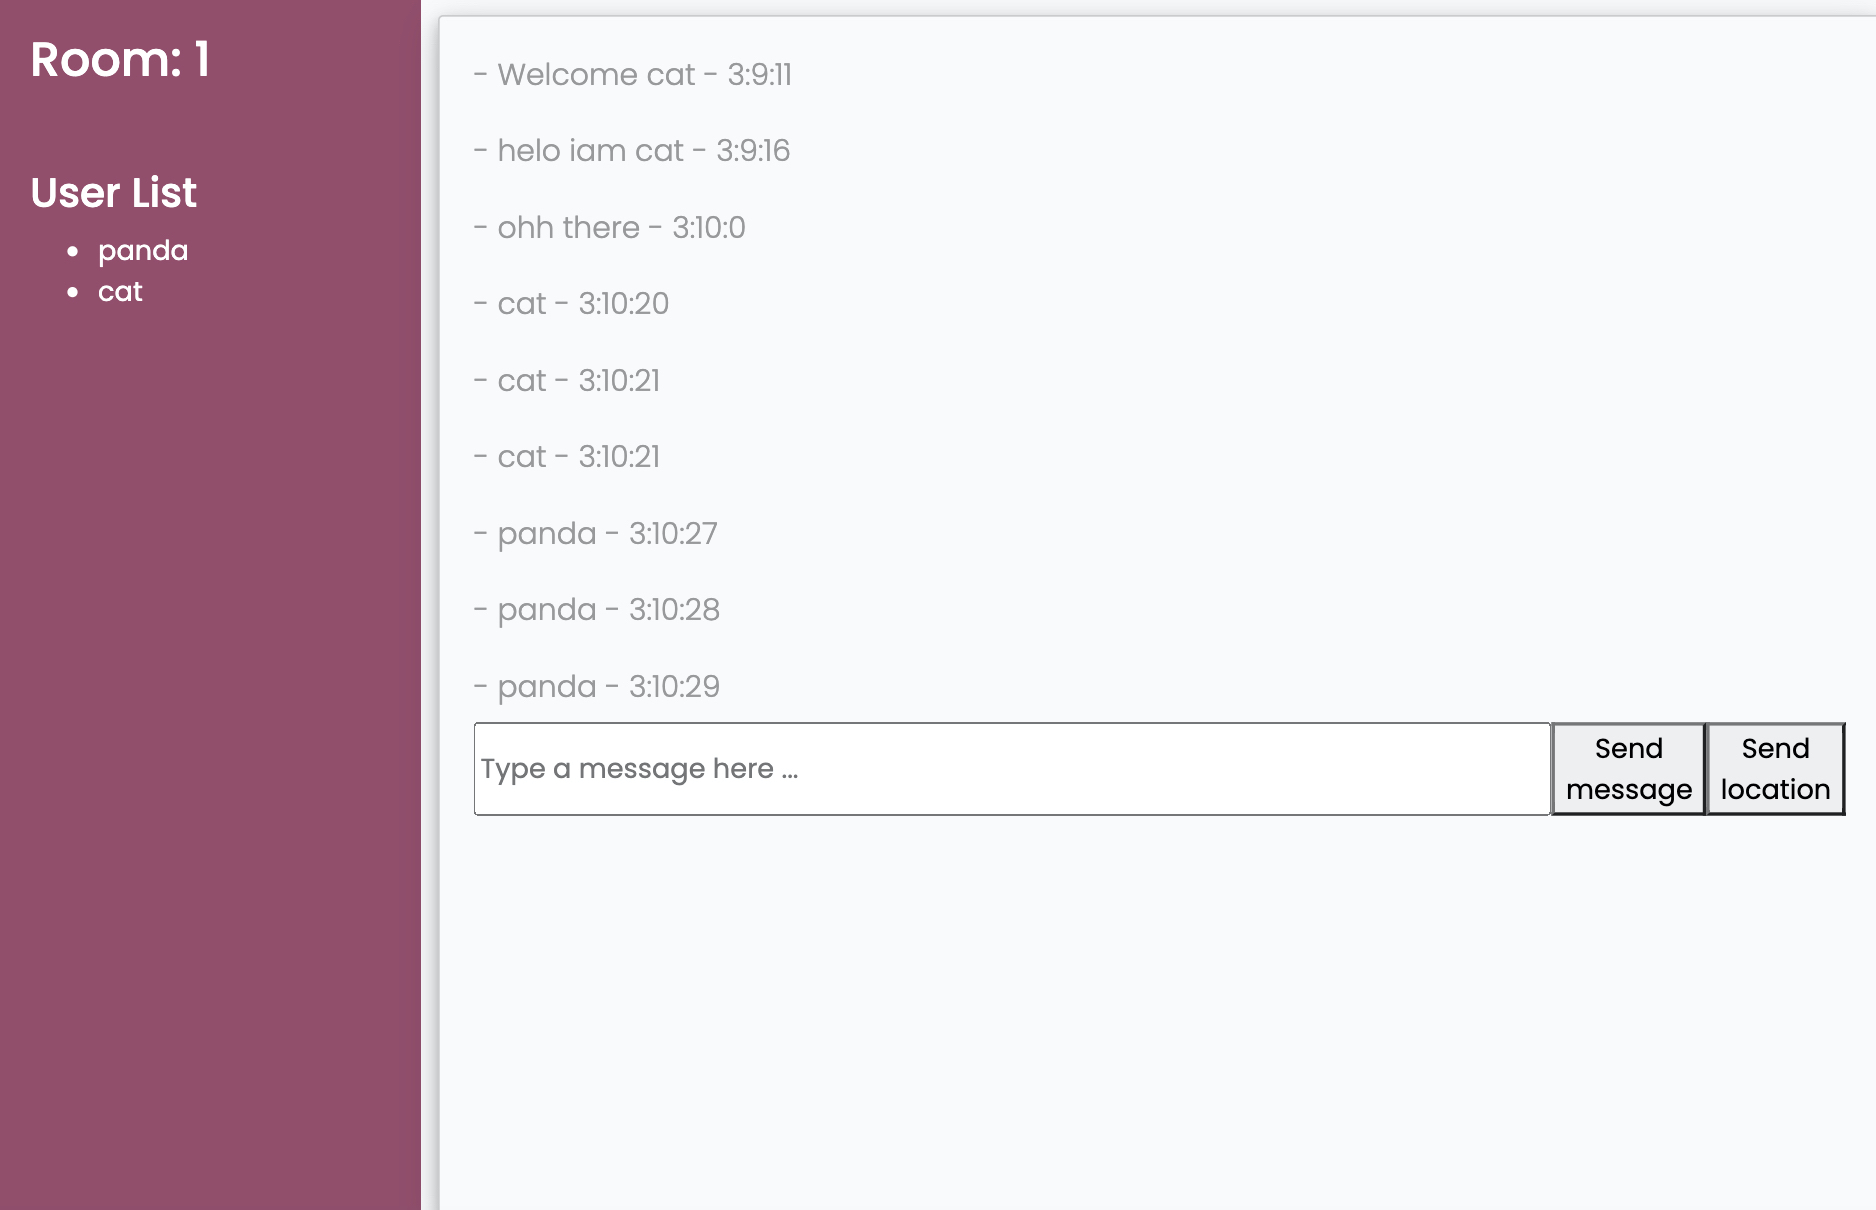 Room: 1
User List
panda
cat
- Welcome cat - 3:9:11
- helo iam cat - 3:9:16
- ohh there - 3:10:0
- cat - 3:10:20
- cat - 3:10:21
- cat - 3:10:21
- panda - 3:10:27
- panda - 3:10:28
- panda - 3:10:29
Type a message here ...
Send
message
Send
location